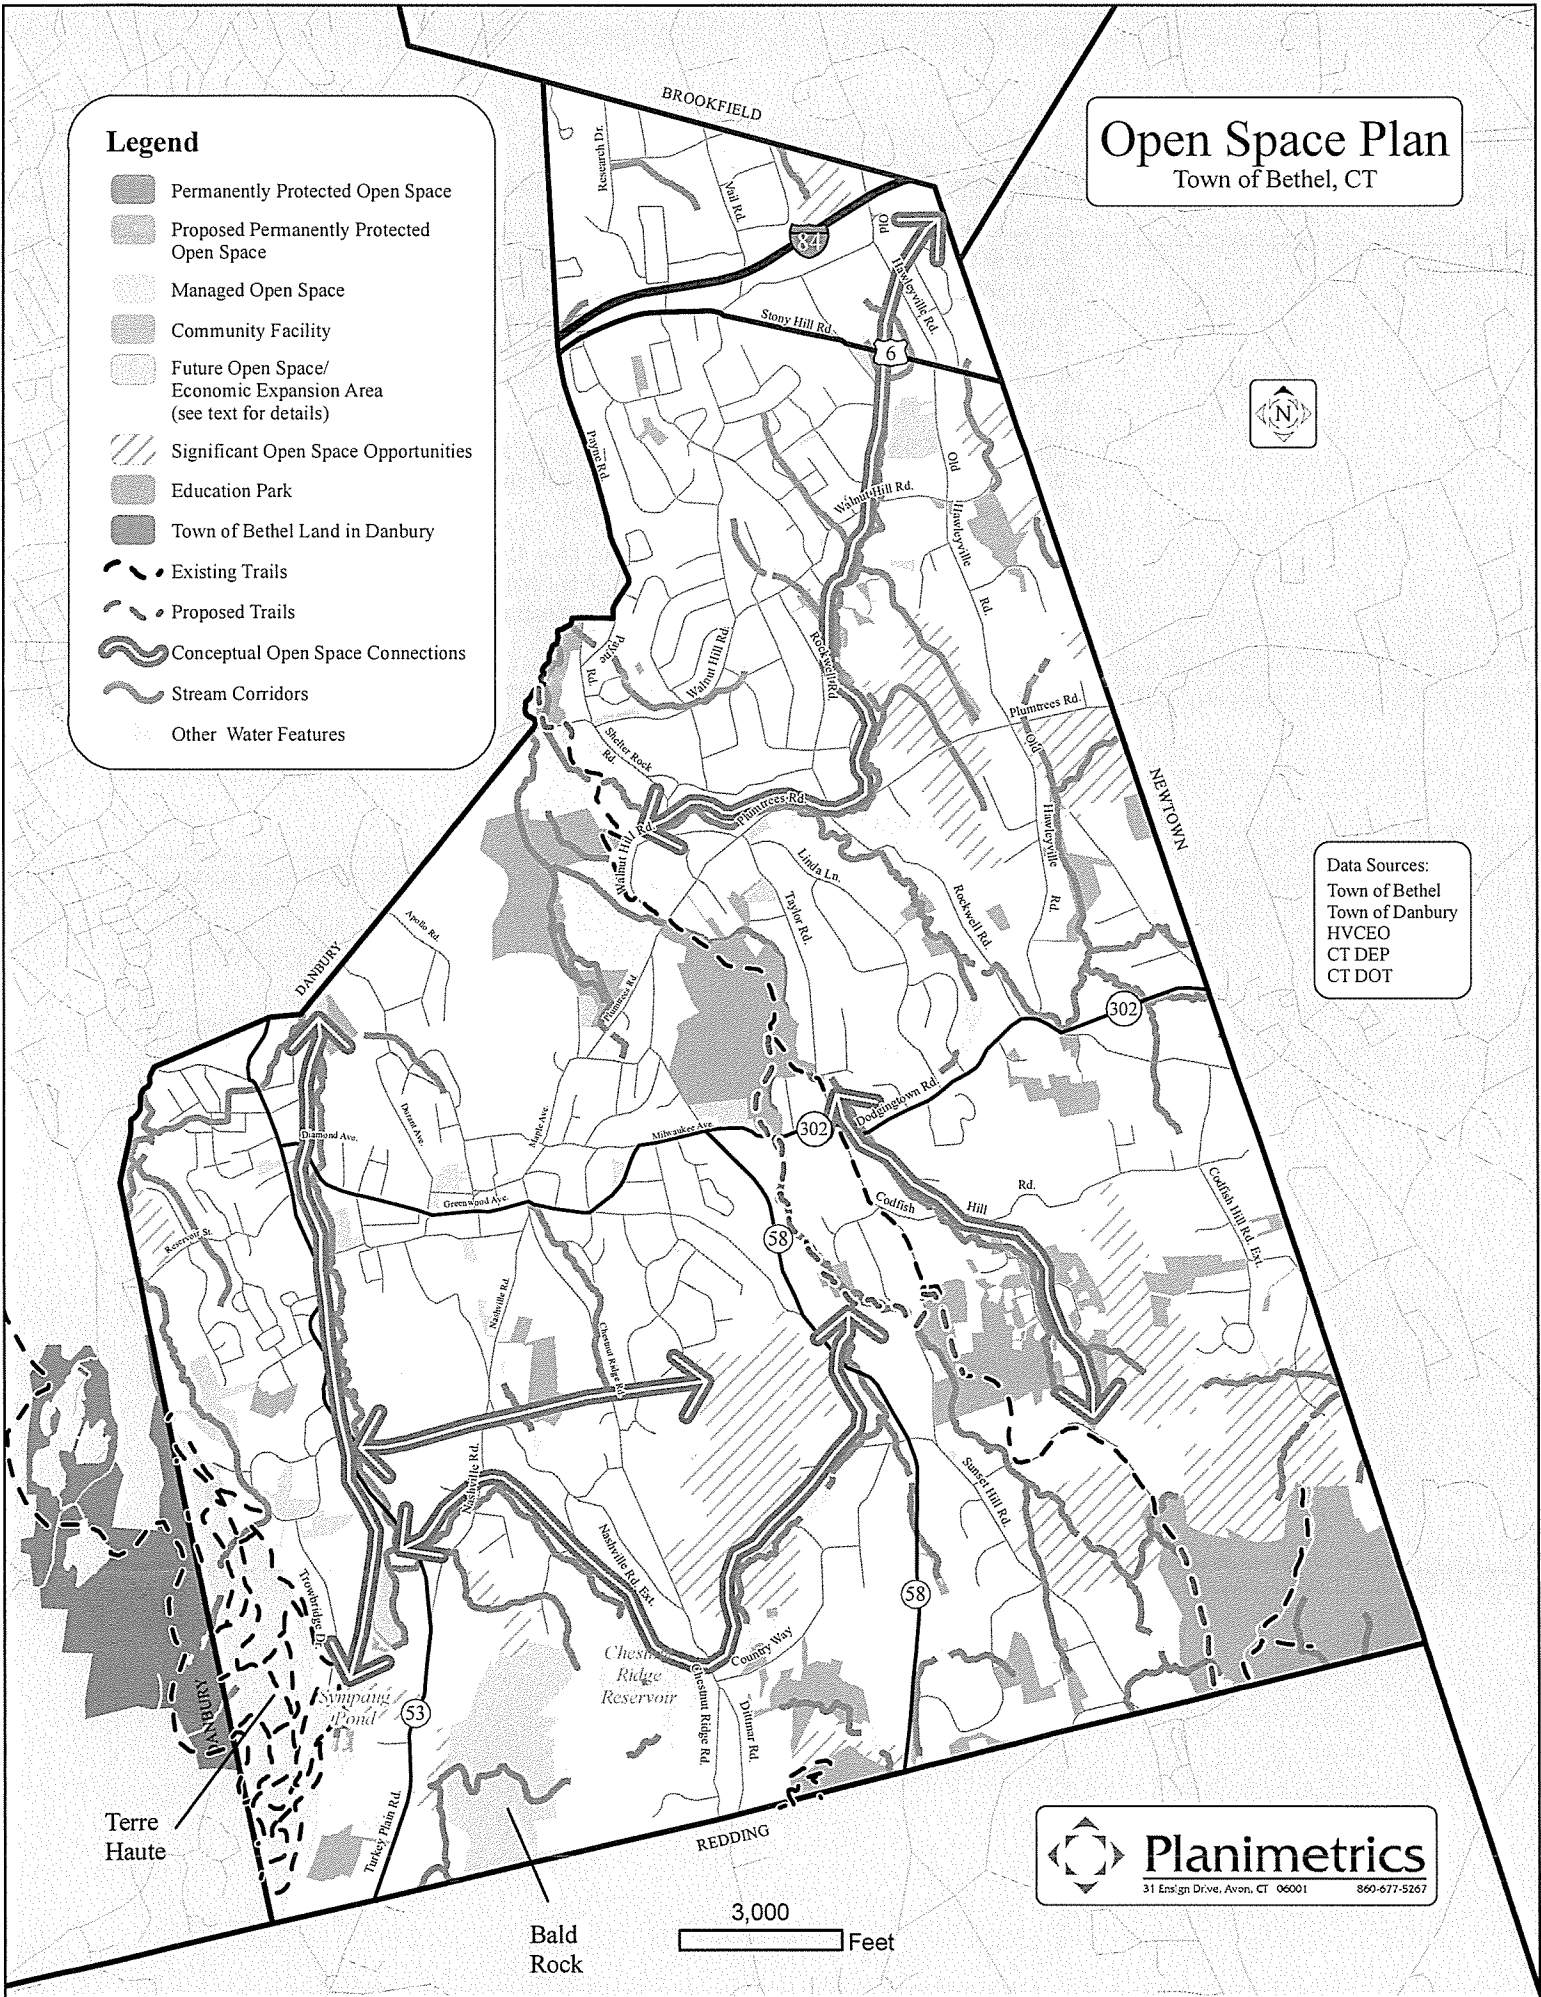 Open Space Plan
Town of Bethel, CT
Legend
Permanently Protected Open Space
Proposed Permanently Protected
Open Space
Managed Open Space
Community Facility
Future Open Space/
Economic Expansion Area
(see text for details)
Significant Open Space Opportunities
Education Park
Town of Bethel Land in Danbury
Existing Trails
Proposed Trails
Conceptual Open Space Connections
Stream Corridors
Other Water Features
BROOKFIELD
Research Dr.
Vail Rd.
84
Old
Hawleyville Rd.
Stony Hill Rd.
6
N
Payne Rd.
Walnut Hill Rd.
Old
Hawleyville
Rd.
Payne
Rd.
Walnut Hill Rd.
Rockwell Rd.
Plumtrees Rd.
Old
Hawleyville
Rd.
NEWTOWN
Shelter Rock
Rd.
Plumtrees Rd.
Walnut Hill Rd.
Linda Ln.
Taylor Rd.
Rockwell Rd.
Data Sources:
Town of Bethel
Town of Danbury
HVCEO
CT DEP
CT DOT
Apollo Rd.
DANBURY
Plumtrees Rd.
302
Dodgingtown Rd.
302
Diamond Ave.
Durant Ave.
Maple Ave.
Milwaukee Ave.
Greenwood Ave.
Codfish
Hill
Rd.
Codfish Hill Rd. Ext.
Reservoir St.
58
Nashville Rd.
Chestnut Ridge Rd.
Nashville Rd.
Sunset Hill Rd.
Nashville Rd. Ext.
58
Trowbridge Dr.
Country Way
Chestnut
Ridge
Reservoir
Sympaug
Pond
53
Chestnut Ridge Rd.
Dittmar Rd.
DANBURY
Terre
Haute
Turkey Plain Rd.
REDDING
Bald
Rock
3,000
Feet
Planimetrics
31 Ensign Drive, Avon, CT 06001 860-677-5267